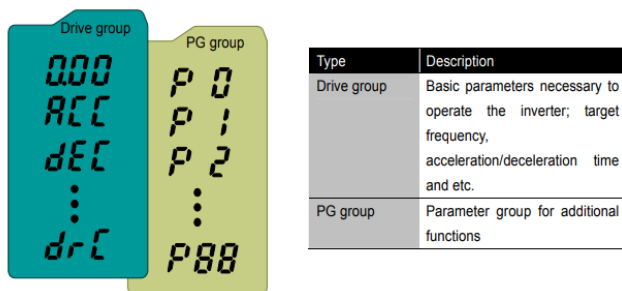 Drive group
0.00
ACC
dEC
drC
PG group
P 0
P 1
P 2
P88
Type Description
Drive group Basic parameters necessary to
operate the inverter; target
frequency,
acceleration/deceleration time
and etc.
PG group Parameter group for additional
functions